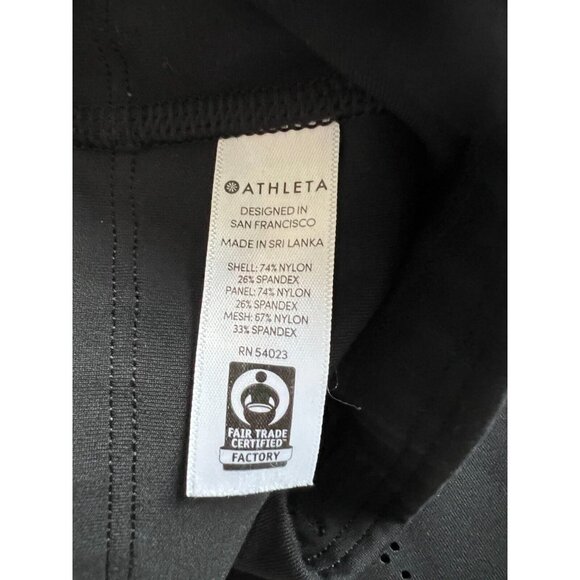 ATHLETA
DESIGNED IN
SAN FRANCISCO
MADE IN SRI LANKA
SHELL: 74% NYLON
26% SPANDEX
PANEL: 74% NYLON
26% SPANDEX
MESH: 67% NYLON
33% SPANDEX
RN 54023
FAIR TRADE
CERTIFIED™
FACTORY